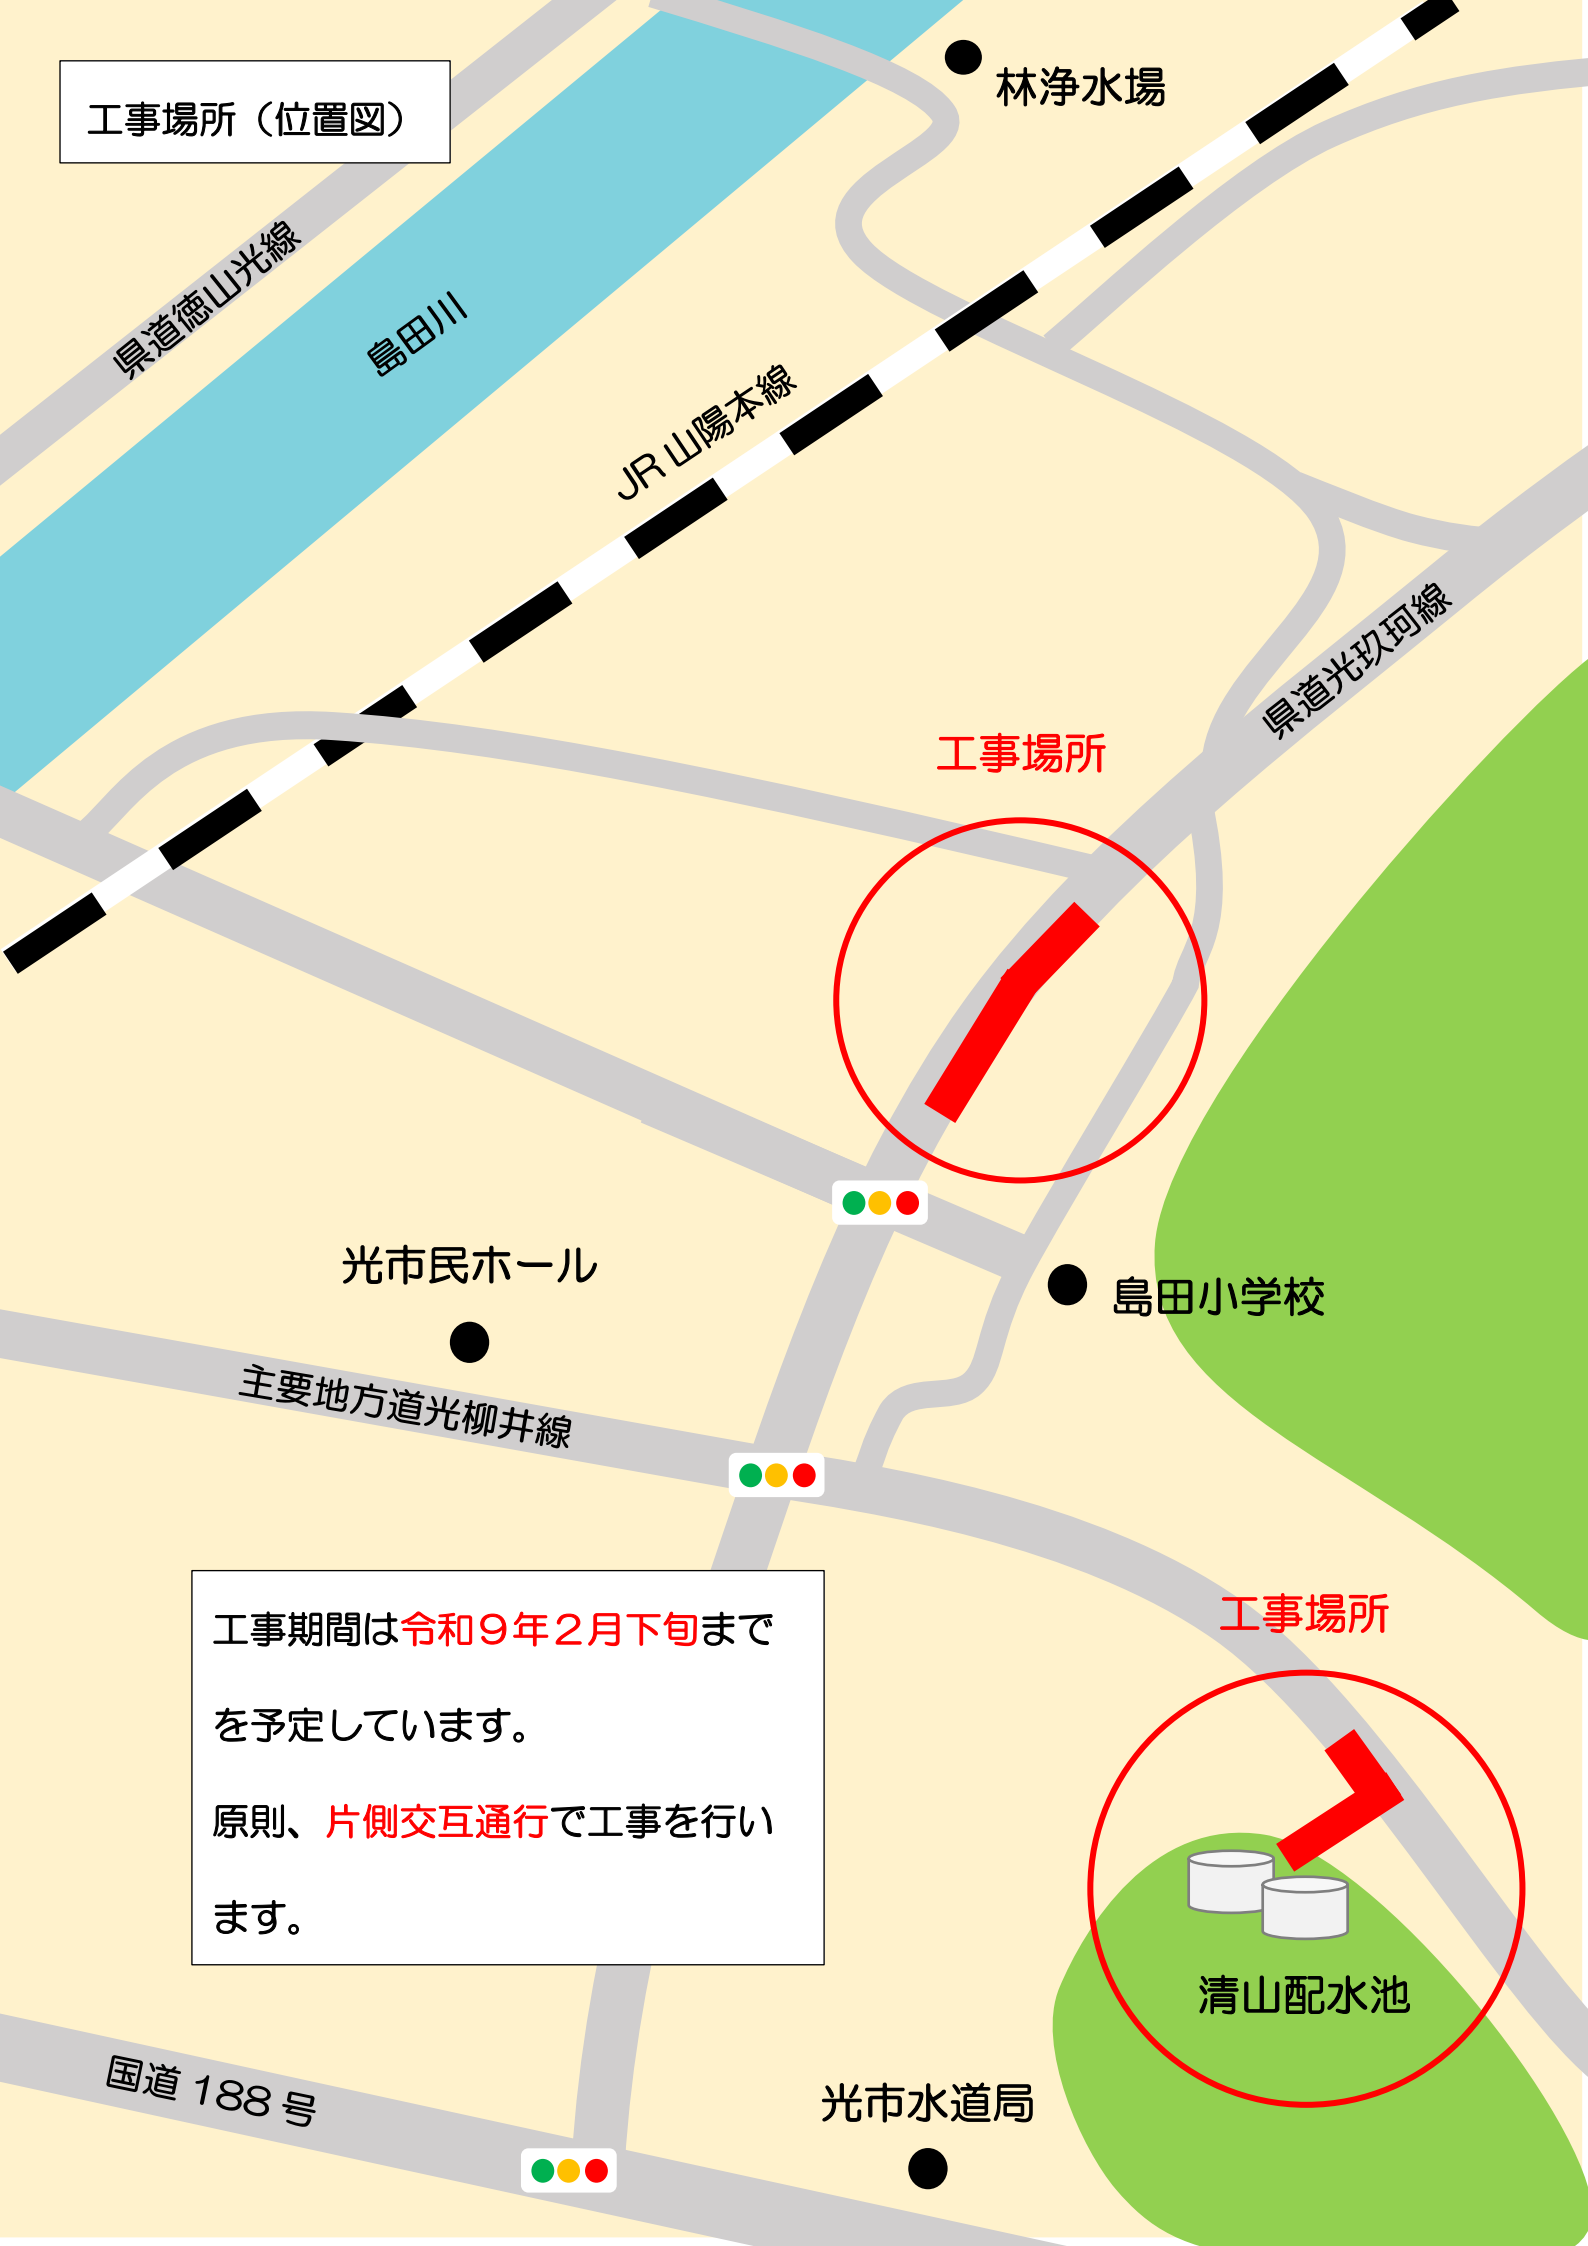 林浄水場
工事場所（位置図）
県道徳山光線
島田川
JR山陽本線
県道光玖珂線
工事場所
光市民ホール
島田小学校
主要地方道光柳井線
工事場所
工事期間は令和９年２月下旬まで
を予定しています。
原則、片側交互通行で工事を行い
ます。
清山配水池
国道188号
光市水道局